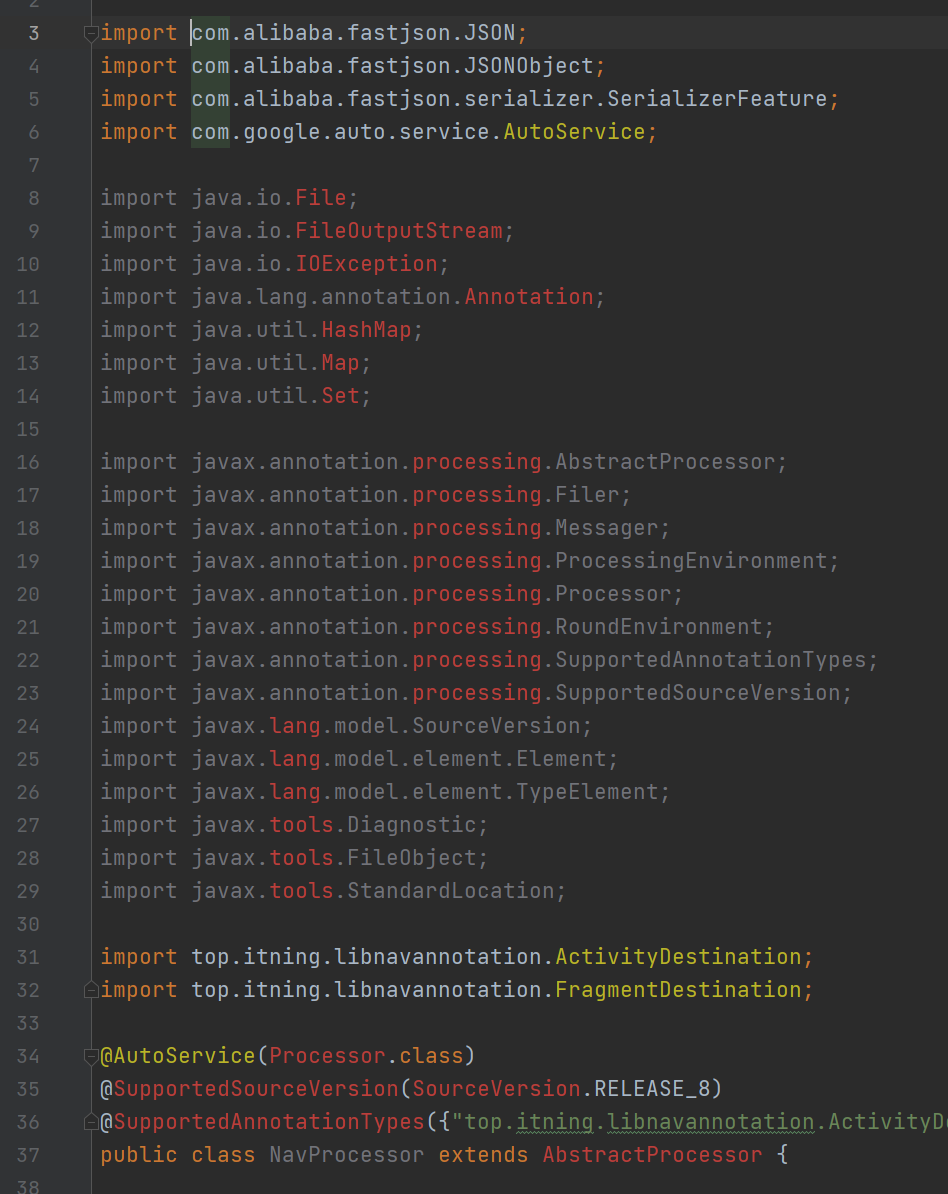 2
3 import com.alibaba.fastjson.JSON;
4 import com.alibaba.fastjson.JSONObject;
5 import com.alibaba.fastjson.serializer.SerializerFeature;
6 import com.google.auto.service.AutoService;
7
8 import java.io.File;
9 import java.io.FileOutputStream;
10 import java.io.IOException;
11 import java.lang.annotation.Annotation;
12 import java.util.HashMap;
13 import java.util.Map;
14 import java.util.Set;
15
16 import javax.annotation.processing.AbstractProcessor;
17 import javax.annotation.processing.Filer;
18 import javax.annotation.processing.Messager;
19 import javax.annotation.processing.ProcessingEnvironment;
20 import javax.annotation.processing.Processor;
21 import javax.annotation.processing.RoundEnvironment;
22 import javax.annotation.processing.SupportedAnnotationTypes;
23 import javax.annotation.processing.SupportedSourceVersion;
24 import javax.lang.model.SourceVersion;
25 import javax.lang.model.element.Element;
26 import javax.lang.model.element.TypeElement;
27 import javax.tools.Diagnostic;
28 import javax.tools.FileObject;
29 import javax.tools.StandardLocation;
30
31 import top.itning.libnavannotation.ActivityDestination;
32 import top.itning.libnavannotation.FragmentDestination;
33
34 @AutoService(Processor.class)
35 @SupportedSourceVersion(SourceVersion.RELEASE_8)
36 @SupportedAnnotationTypes({"top.itning.libnavannotation.ActivityD
37 public class NavProcessor extends AbstractProcessor {
38